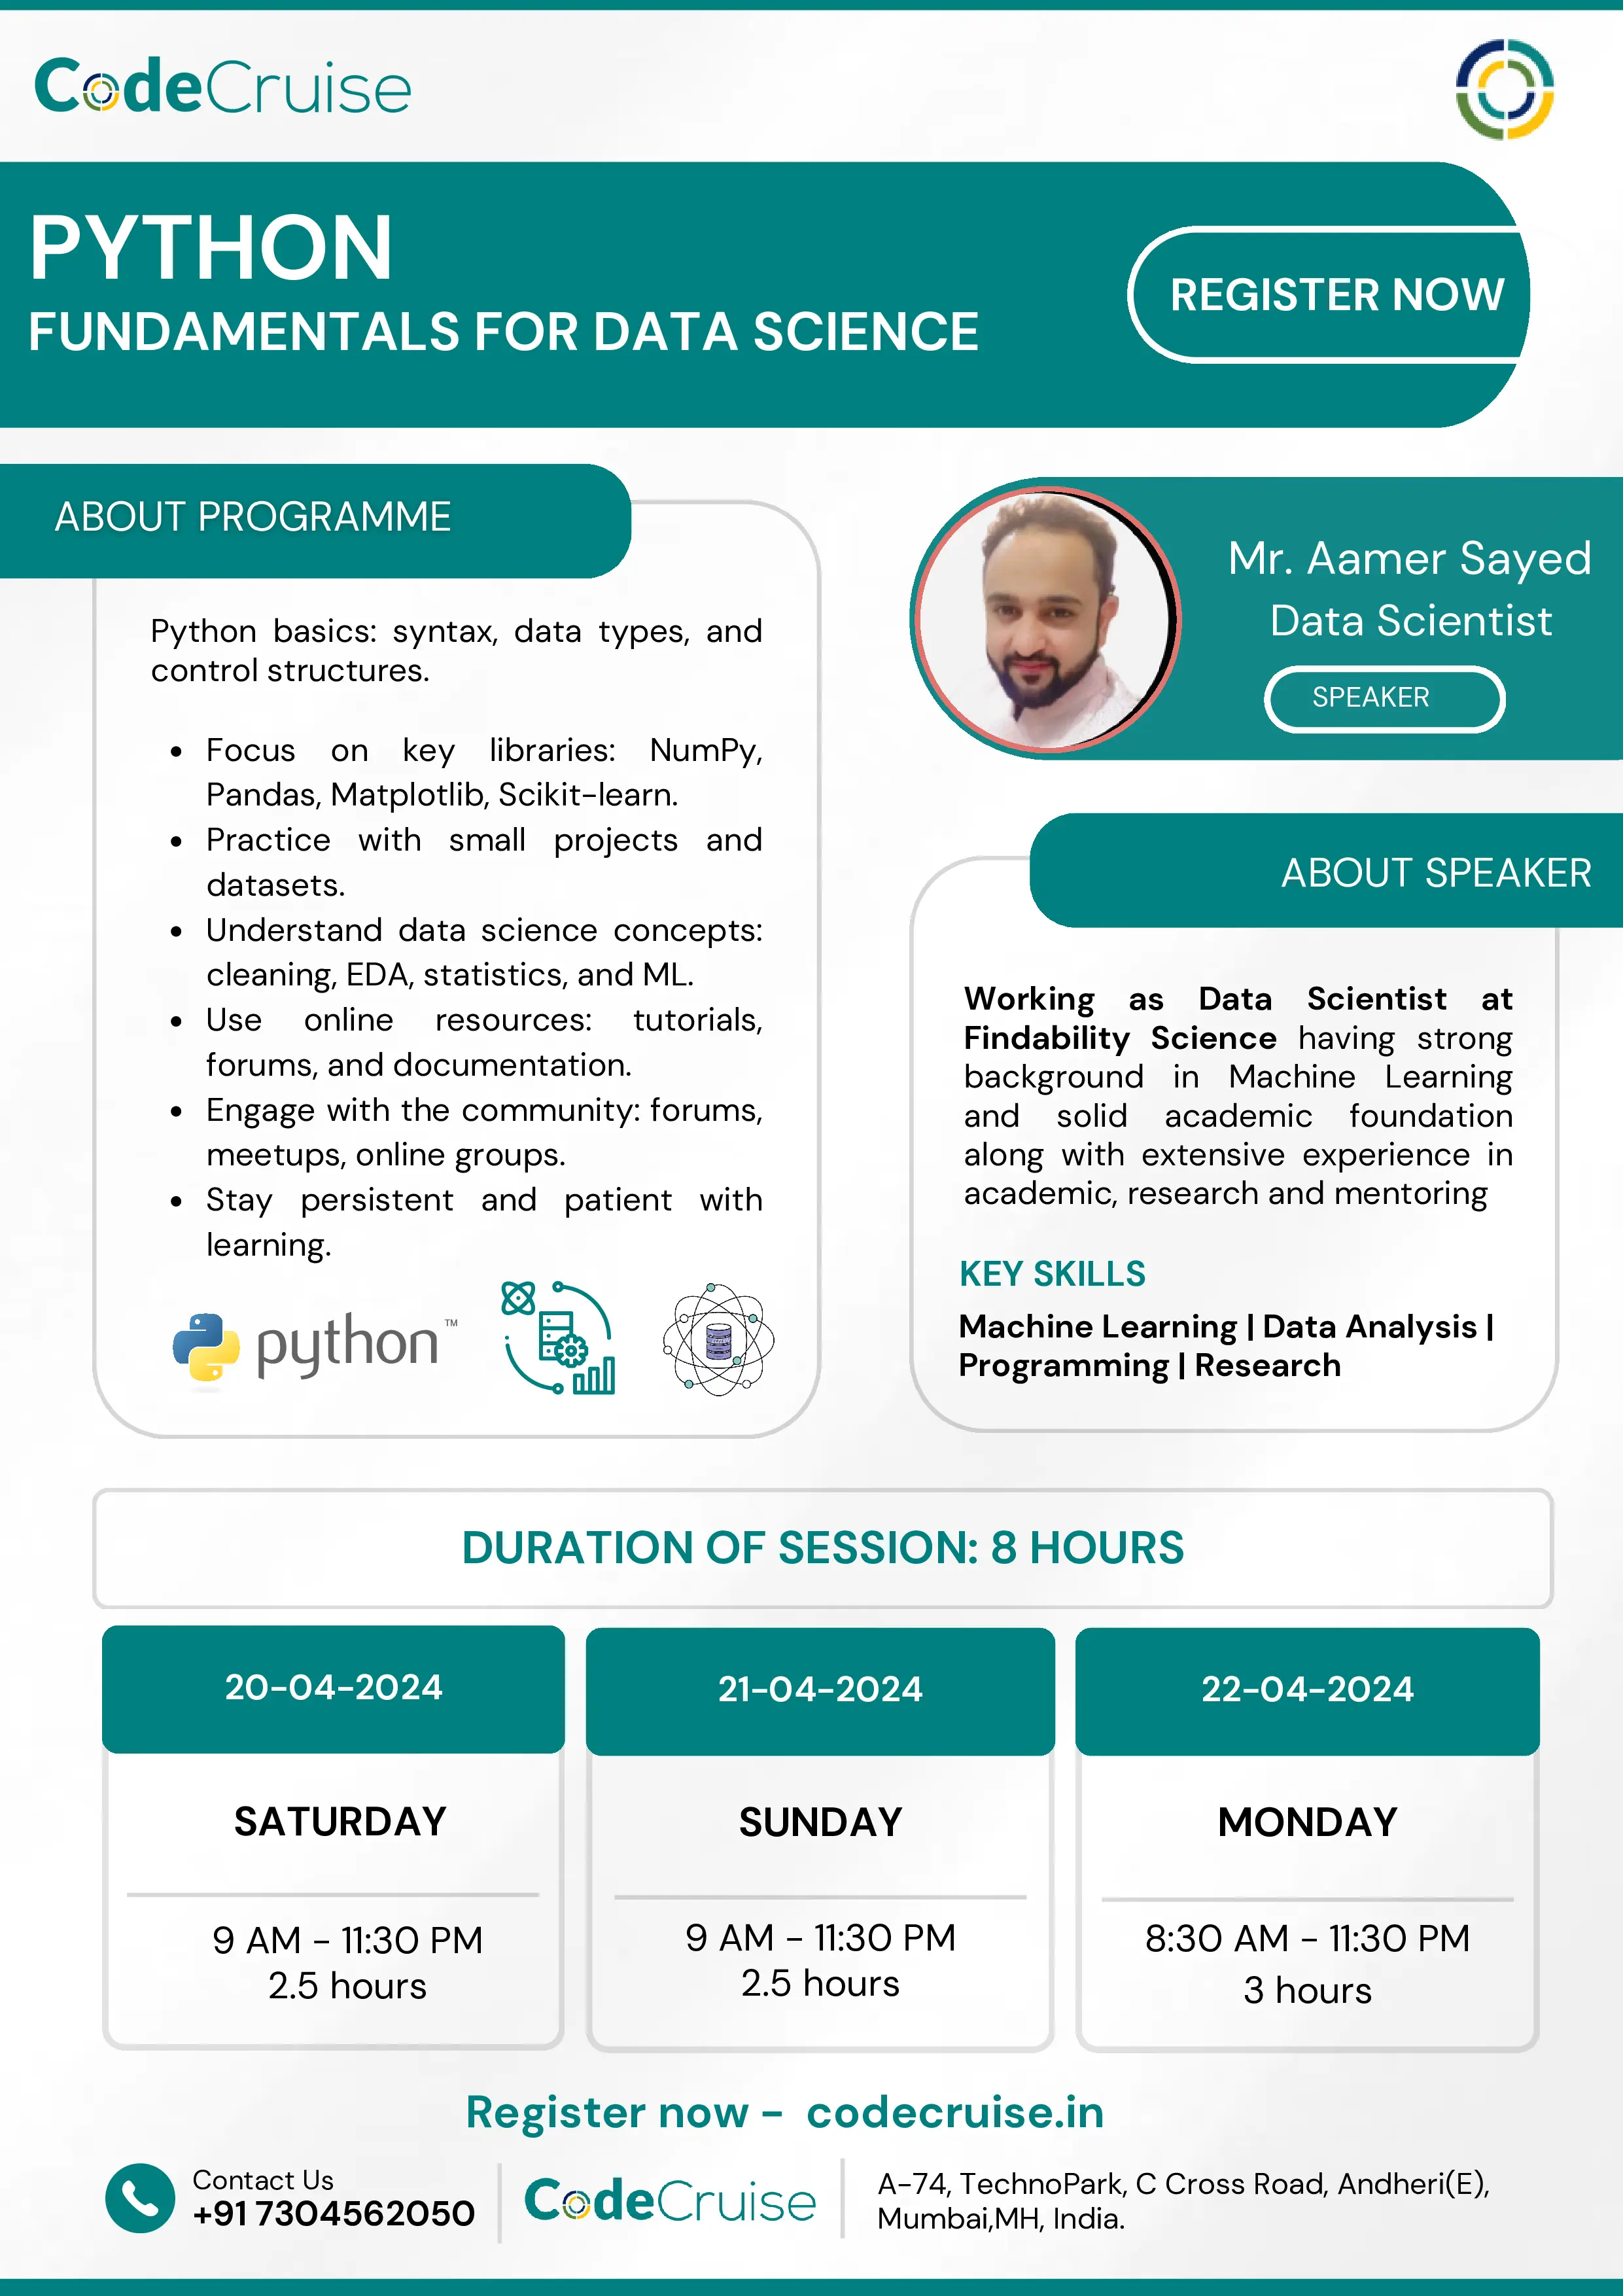 CodeCruise
PYTHON
FUNDAMENTALS FOR DATA SCIENCE
REGISTER NOW
ABOUT PROGRAMME
Python basics: syntax, data types, and
control structures.
• Focus on key libraries: NumPy,
Pandas, Matplotlib, Scikit-learn.
• Practice with small projects and
datasets.
• Understand data science concepts:
cleaning, EDA, statistics, and ML.
• Use online resources: tutorials,
forums, and documentation.
• Engage with the community: forums,
meetups, online groups.
• Stay persistent and patient with
learning.
python™
Mr. Aamer Sayed
Data Scientist
SPEAKER
ABOUT SPEAKER
Working as Data Scientist at
Findability Science having strong
background in Machine Learning
and solid academic foundation
along with extensive experience in
academic, research and mentoring
KEY SKILLS
Machine Learning | Data Analysis |
Programming | Research
DURATION OF SESSION: 8 HOURS
20-04-2024
SATURDAY
9 AM - 11:30 PM
2.5 hours
21-04-2024
SUNDAY
9 AM - 11:30 PM
2.5 hours
22-04-2024
MONDAY
8:30 AM - 11:30 PM
3 hours
Register now - codecruise.in
Contact Us
+91 7304562050
CodeCruise
A-74, TechnoPark, C Cross Road, Andheri(E),
Mumbai,MH, India.